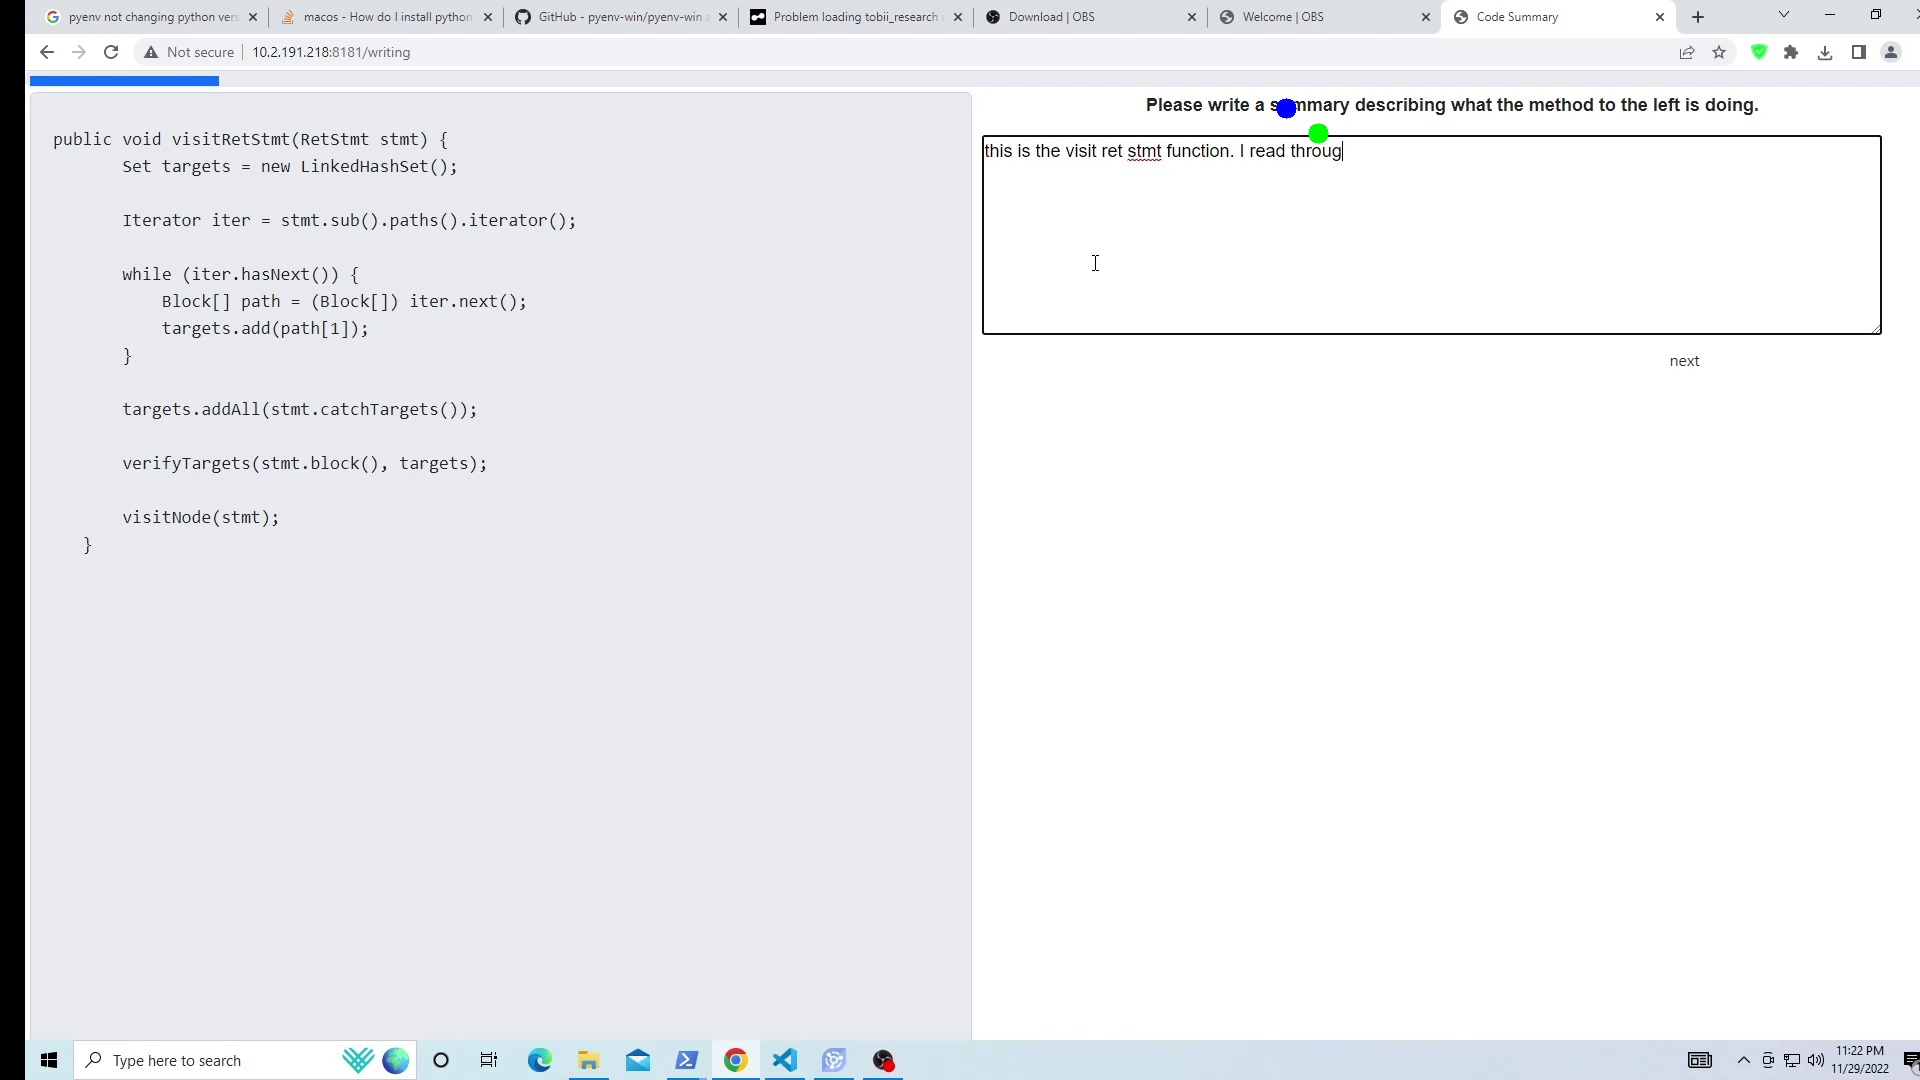 pyenv not changing python vers
macos - How do I install python
GitHub - pyenv-win/pyenv-win
Problem loading tobii_research
Download | OBS
Welcome | OBS
Code Summary
Not secure
10.2.191.218:8181/writing
public void visitRetStmt(RetStmt stmt) {
Set targets = new LinkedHashSet();
Iterator iter = stmt.sub().paths().iterator();
while (iter.hasNext()) {
Block[] path = (Block[]) iter.next();
targets.add(path[1]);
}
targets.addAll(stmt.catchTargets());
verifyTargets(stmt.block(), targets);
visitNode(stmt);
}
Please write a summary describing what the method to the left is doing.
this is the visit ret stmt function. I read throug
next
Type here to search
11:22 PM
11/29/2022